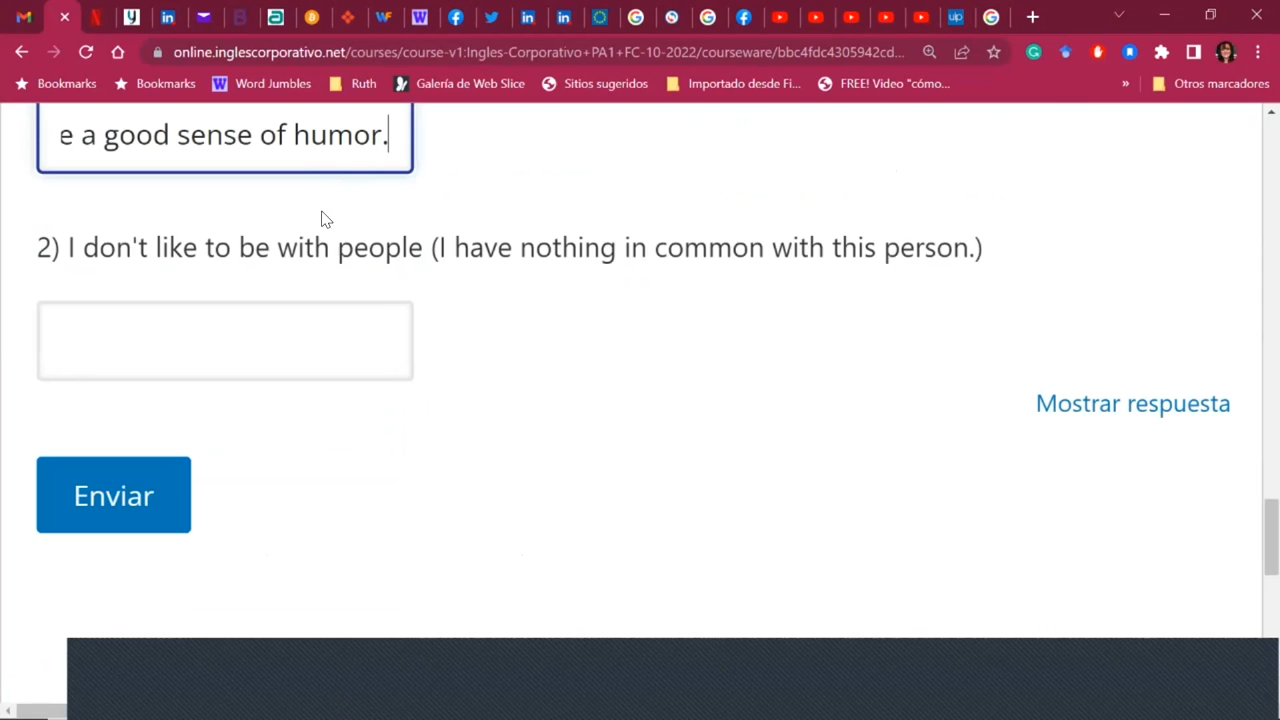 online.inglescorporativo.net/courses/course-v1:Ingles-Corporativo+PA1+FC-10-2022/courseware/bbc4fdc4305942cd...
Bookmarks Bookmarks Word Jumbles Ruth Galería de Web Slice Sitios sugeridos Importado desde Fi... FREE! Video "cómo... » Otros marcadores
e a good sense of humor.
2) I don't like to be with people (I have nothing in common with this person.)
Mostrar respuesta
Enviar